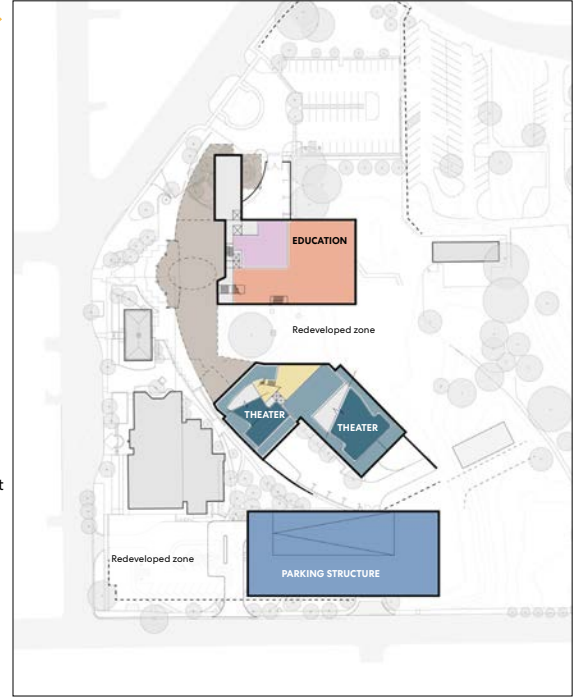 EDUCATION
Redeveloped zone
THEATER
THEATER
t
Redeveloped zone
PARKING STRUCTURE